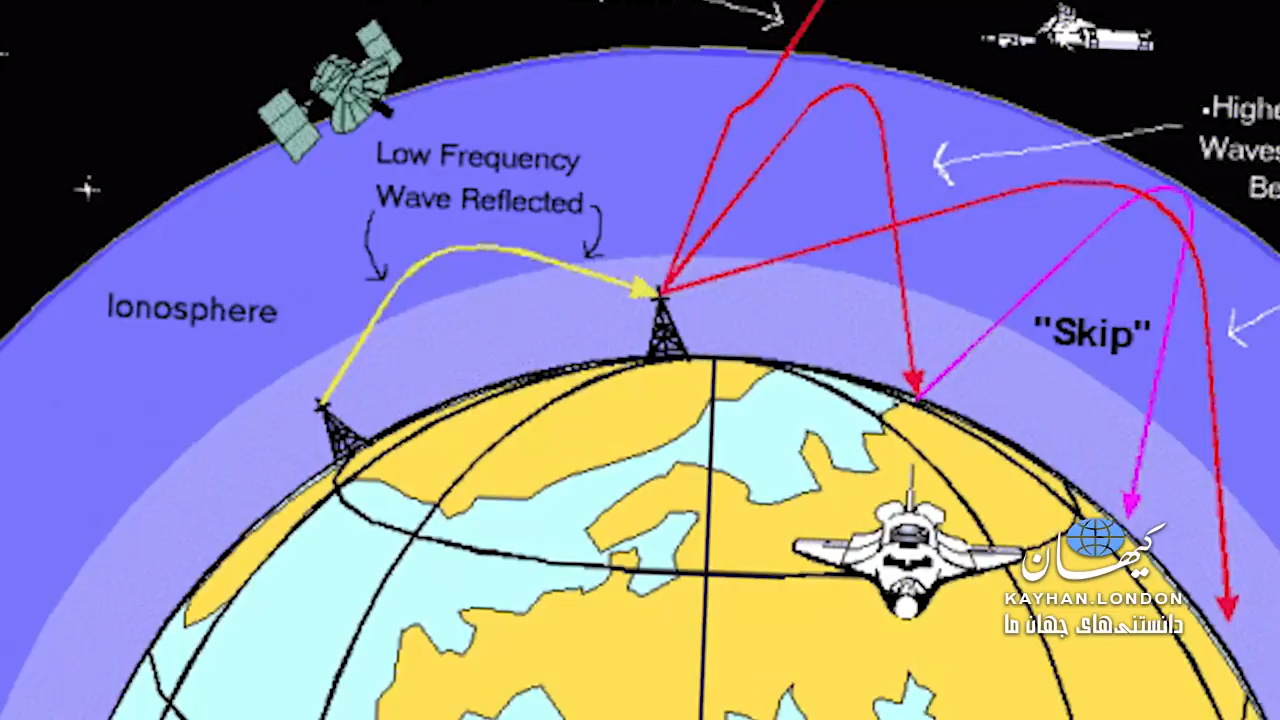 Low Frequency
Wave Reflected
Ionosphere
"Skip"
کیهان
KAYHAN.LONDON
دانستنی‌های جهان ما